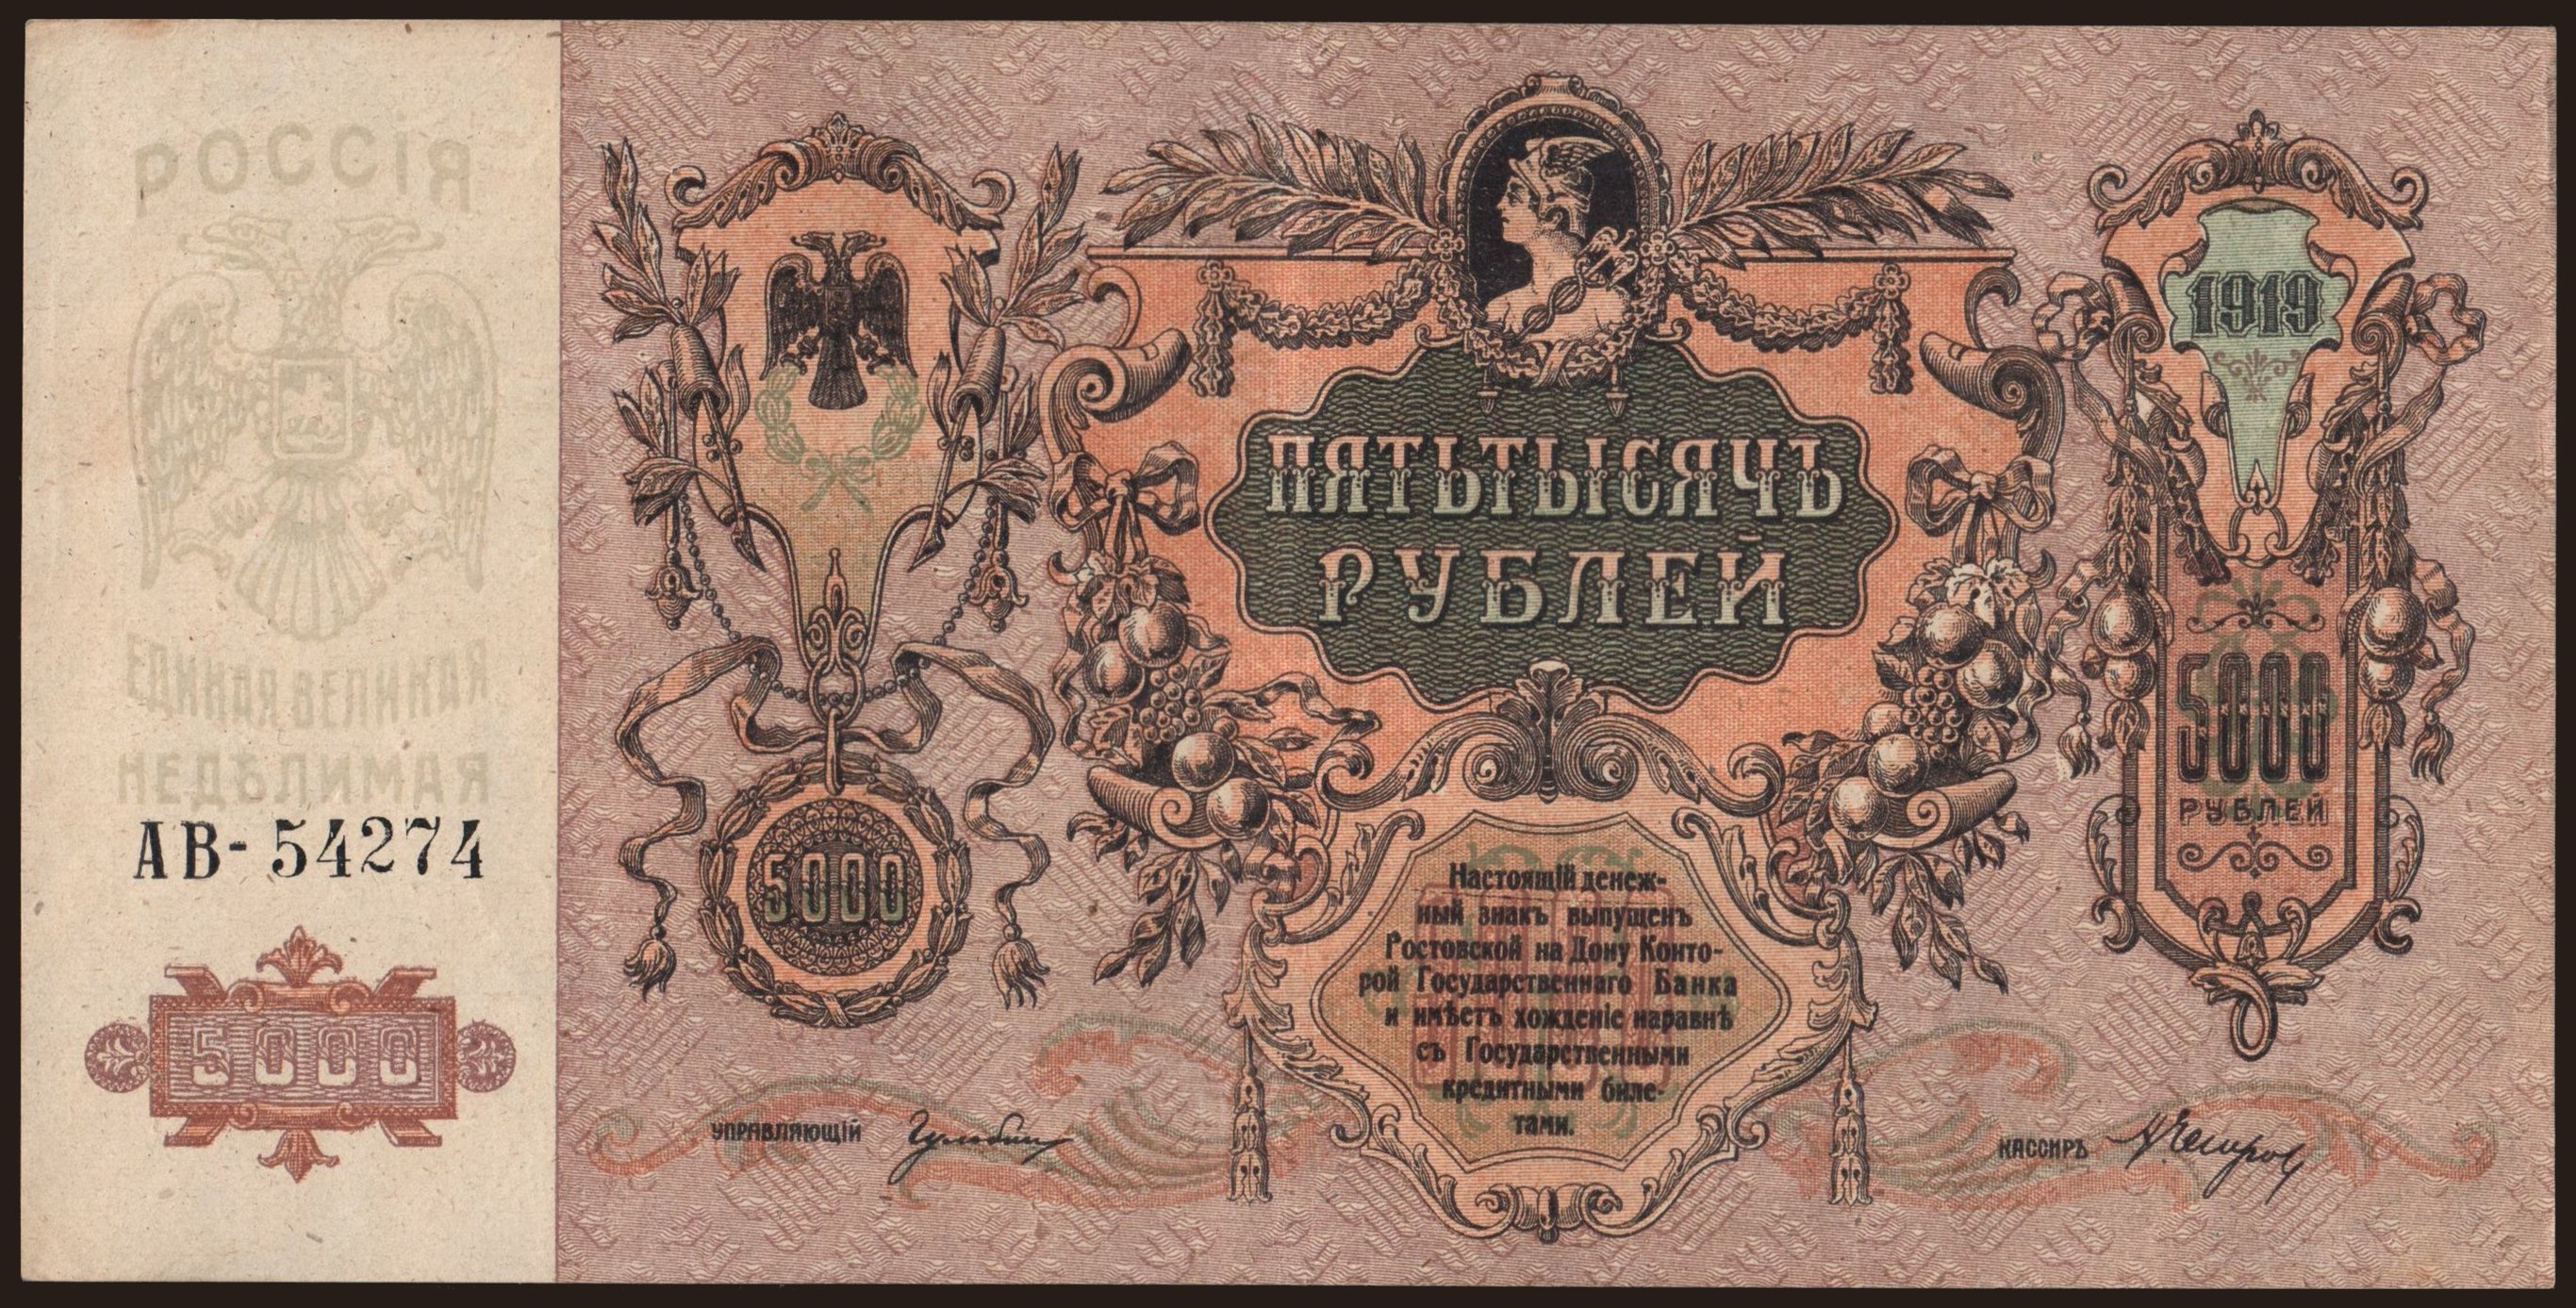 РОССІЯ
ЕДИНАЯ ВЕЛИКАЯ
НЕДѢЛИМАЯ
АВ-54274
5000
5000
ПЯТЬТЫСЯЧЬ
РУБЛЕЙ
Настоящій денеж-
ный знакъ выпущенъ
Ростовской на Дону Конто-
рой Государственнаго Банка
и имѣетъ хожденіе наравнѣ
съ Государственными
кредитными биле-
тами.
1919
5000
РУБЛЕЙ
УПРАВЛЯЮЩІЙ
КАССИРЪ